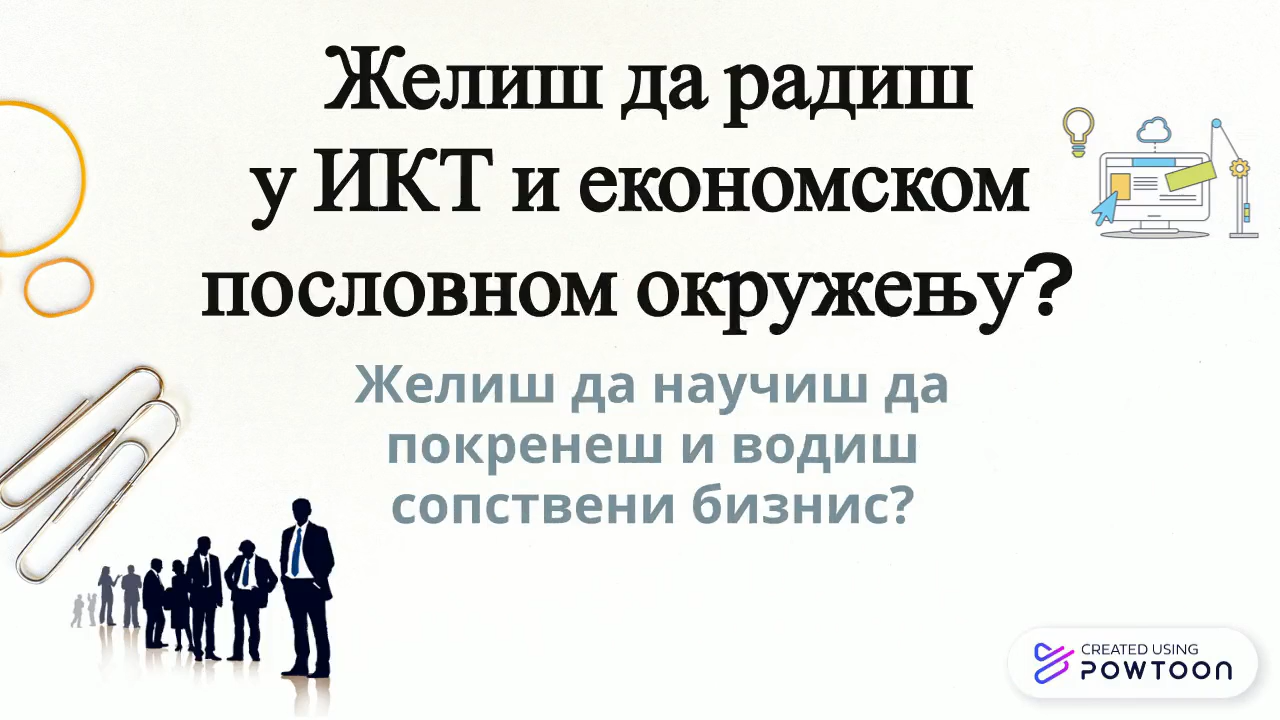 Желиш да радиш
у ИКТ и економском
пословном окружењу?
Желиш да научиш да
покренеш и водиш
сопствени бизнис?
CREATED USING
POWTOON